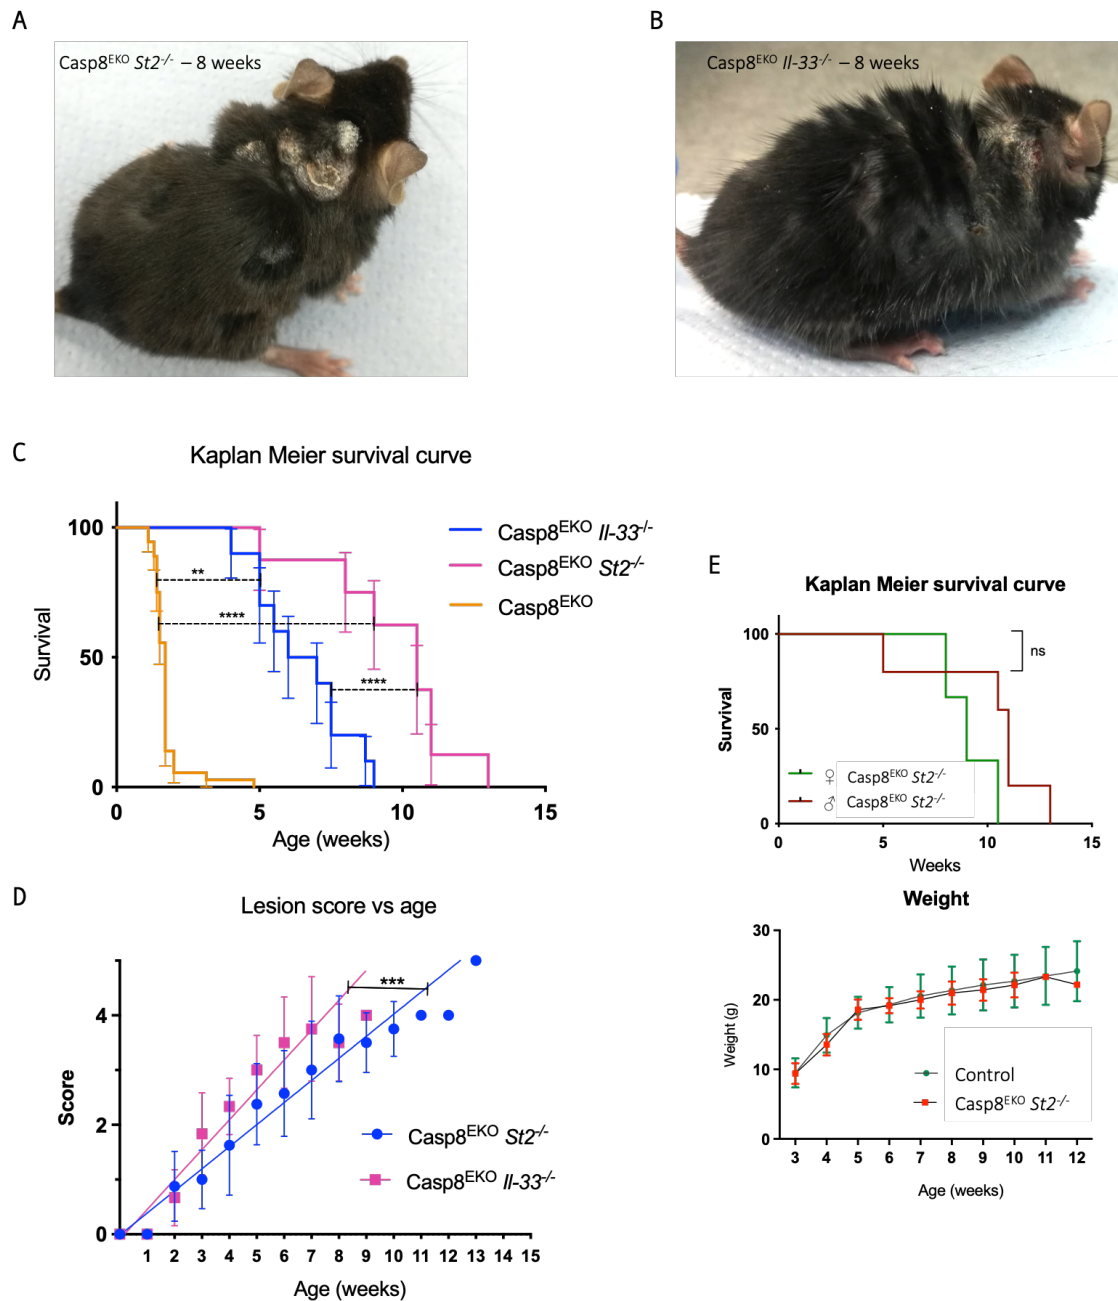 A
B
Casp8EKO St2-/- – 8 weeks
Casp8EKO Il-33-/- – 8 weeks
C
Kaplan Meier survival curve
100
50
0
Survival
**
****
****
Casp8EKO Il-33-/-
Casp8EKO St2-/-
Casp8EKO
0 5 10 15
Age (weeks)
E
Kaplan Meier survival curve
100
50
0
Survival
ns
♀ Casp8EKO St2-/-
♂ Casp8EKO St2-/-
0 5 10 15
Weeks
D
Lesion score vs age
4
2
0
Score
***
Casp8EKO St2-/-
Casp8EKO Il-33-/-
1 2 3 4 5 6 7 8 9 10 11 12 13 14 15
Age (weeks)
Weight
30
20
10
0
Weight (g)
Control
Casp8EKO St2-/-
3 4 5 6 7 8 9 10 11 12
Age (weeks)